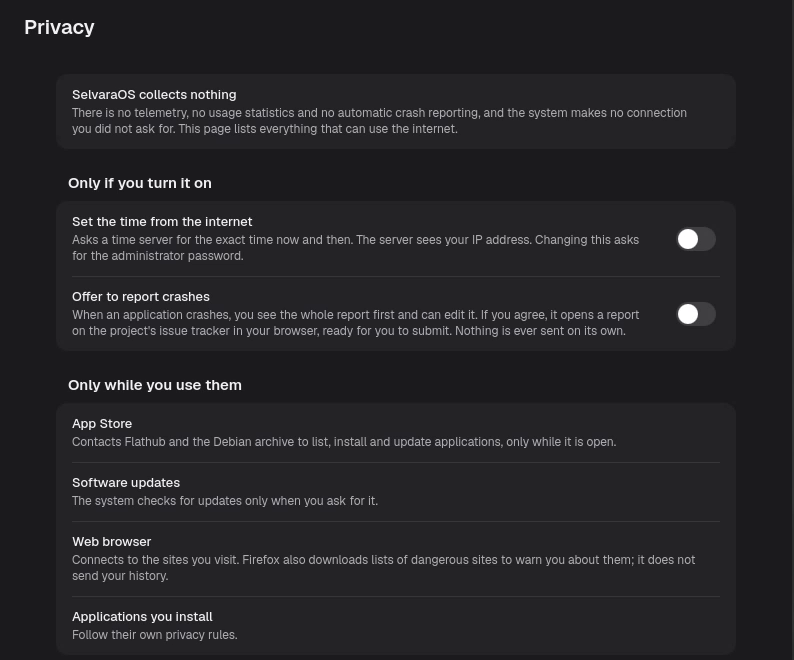 Privacy
SelvaraOS collects nothing
There is no telemetry, no usage statistics and no automatic crash reporting, and the system makes no connection
you did not ask for. This page lists everything that can use the internet.
Only if you turn it on
Set the time from the internet
Asks a time server for the exact time now and then. The server sees your IP address. Changing this asks
for the administrator password.
Offer to report crashes
When an application crashes, you see the whole report first and can edit it. If you agree, it opens a report
on the project's issue tracker in your browser, ready for you to submit. Nothing is ever sent on its own.
Only while you use them
App Store
Contacts Flathub and the Debian archive to list, install and update applications, only while it is open.
Software updates
The system checks for updates only when you ask for it.
Web browser
Connects to the sites you visit. Firefox also downloads lists of dangerous sites to warn you about them; it does not
send your history.
Applications you install
Follow their own privacy rules.